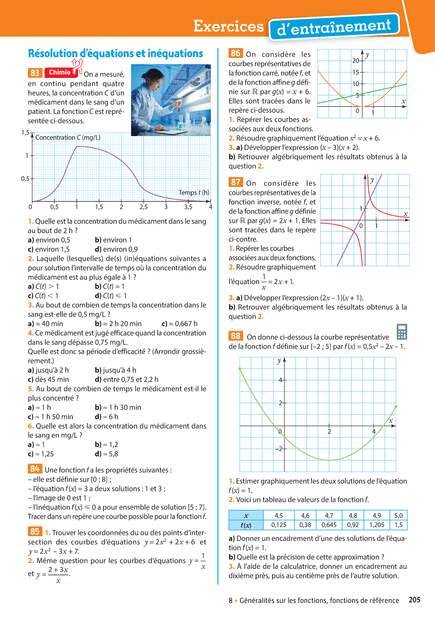 Exercices d'entraînement
Résolution d'équations et inéquations
83 Chimie On a mesuré,
en continu pendant quatre
heures, la concentration C d'un
médicament dans le sang d'un
patient. La fonction C est repré-
sentée ci-dessous.
1,5
Concentration C (mg/L)
1
0,5
Temps t (h)
0 0,5 1 1,5 2 2,5 3 3,5 4
1. Quelle est la concentration du médicament dans le sang
au bout de 2 h ?
a) environ 0,5 b) environ 1
c) environ 1,5 d) environ 0,9
2. Laquelle (lesquelles) de(s) (in)équations suivantes a
pour solution l'intervalle de temps où la concentration du
médicament est au plus égale à 1 ?
a) C(t) > 1 b) C(t) = 1
c) C(t) < 1 d) C(t) ⩽ 1
3. Au bout de combien de temps la concentration dans le
sang est-elle de 0,5 mg/L ?
a) ≈ 40 min b) ≈ 2 h 20 min c) ≈ 0,667 h
4. Ce médicament est jugé efficace quand la concentration
dans le sang dépasse 0,75 mg/L.
Quelle est donc sa période d'efficacité ? (Arrondir grossiè-
rement.)
a) jusqu'à 2 h b) jusqu'à 4 h
c) dès 45 min d) entre 0,75 et 2,2 h
5. Au bout de combien de temps le médicament est-il le
plus concentré ?
a) ≈ 1 h b) ≈ 1 h 30 min
c) ≈ 1 h 50 min d) ≈ 6 h
6. Quelle est alors la concentration du médicament dans
le sang en mg/L ?
a) ≈ 1 b) ≈ 1,2
c) ≈ 1,25 d) ≈ 5,8
84 Une fonction f a les propriétés suivantes :
– elle est définie sur [0 ; 8] ;
– l'équation f(x) = 3 a deux solutions : 1 et 3 ;
– l'image de 0 est 1 ;
– l'inéquation f(x) ⩽ 0 a pour ensemble de solution [5 ; 7].
Tracer dans un repère une courbe possible pour la fonction f.
85 1. Trouver les coordonnées du ou des points d'inter-
section des courbes d'équations y = 2x² + 2x + 6 et
y = 2x² − 3x + 7.
2. Même question pour les courbes d'équations y = 1/x
et y = (2 + 3x)/x.
86 On considère les
courbes représentatives de
la fonction carré, notée f, et
de la fonction affine g défi-
nie sur ℝ par g(x) = x + 6.
Elles sont tracées dans le
repère ci-dessous.
20
15
10
5
0 1
x
y
1. Repérer les courbes as-
sociées aux deux fonctions.
2. Résoudre graphiquement l'équation x² = x + 6.
3. a) Développer l'expression (x − 3)(x + 2).
b) Retrouver algébriquement les résultats obtenus à la
question 2.
87 On considère les
courbes représentatives de la
fonction inverse, notée f, et
de la fonction affine g définie
sur ℝ par g(x) = 2x + 1. Elles
sont tracées dans le repère
ci-contre.
y
1
0 1
x
1. Repérer les courbes
associées aux deux fonctions.
2. Résoudre graphiquement
l'équation 1/x = 2x + 1.
3. a) Développer l'expression (2x − 1)(x + 1).
b) Retrouver algébriquement les résultats obtenus à la
question 2.
88 On donne ci-dessous la courbe représentative
de la fonction f définie sur [−2 ; 5] par f(x) = 0,5x² − 2x − 1.
y
4
2
0 2 4
x
−2
1. Estimer graphiquement les deux solutions de l'équation
f(x) = 1.
2. Voici un tableau de valeurs de la fonction f.
x 4,5 4,6 4,7 4,8 4,9 5,0
f(x) 0,125 0,38 0,645 0,92 1,205 1,5
a) Donner un encadrement d'une des solutions de l'équa-
tion f(x) = 1.
b) Quelle est la précision de cette approximation ?
3. À l'aide de la calculatrice, donner un encadrement au
dixième près, puis au centième près de l'autre solution.
8 • Généralités sur les fonctions, fonctions de référence 205